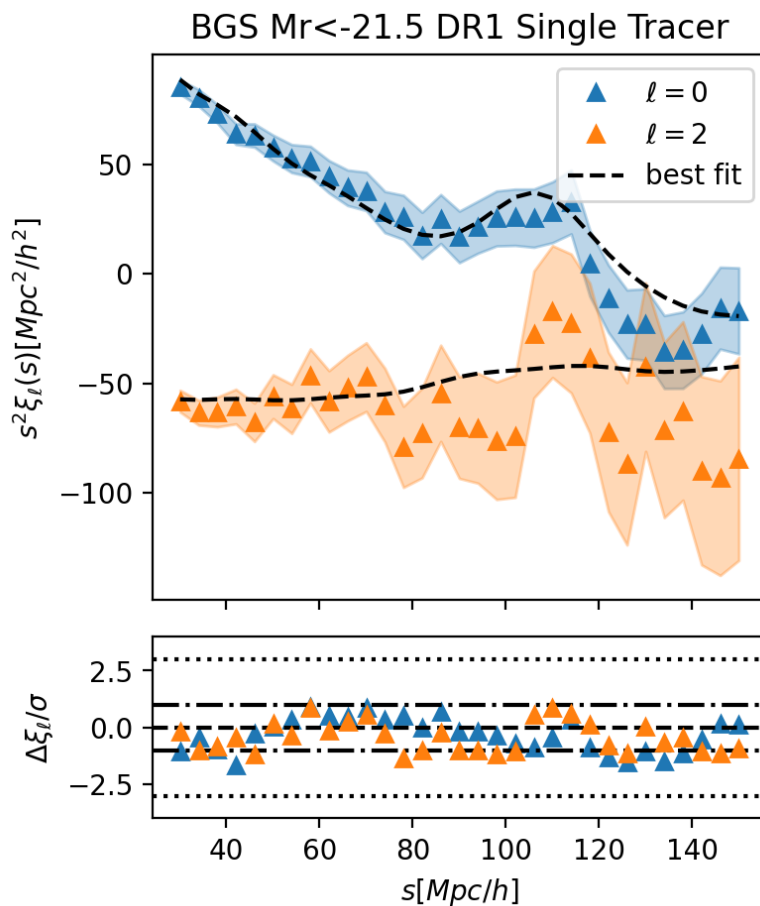 BGS Mr<-21.5 DR1 Single Tracer
ℓ = 0
ℓ = 2
best fit
s²ξℓ(s)[Mpc²/h²]
50
0
−50
−100
Δξℓ/σ
2.5
0.0
−2.5
40 60 80 100 120 140
s[Mpc/h]